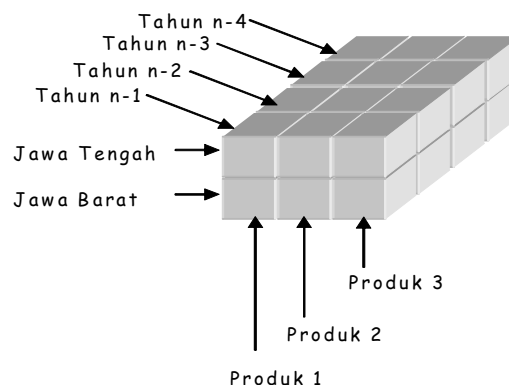 Tahun n-4
Tahun n-3
Tahun n-2
Tahun n-1
Jawa Tengah
Jawa Barat
Produk 3
Produk 2
Produk 1